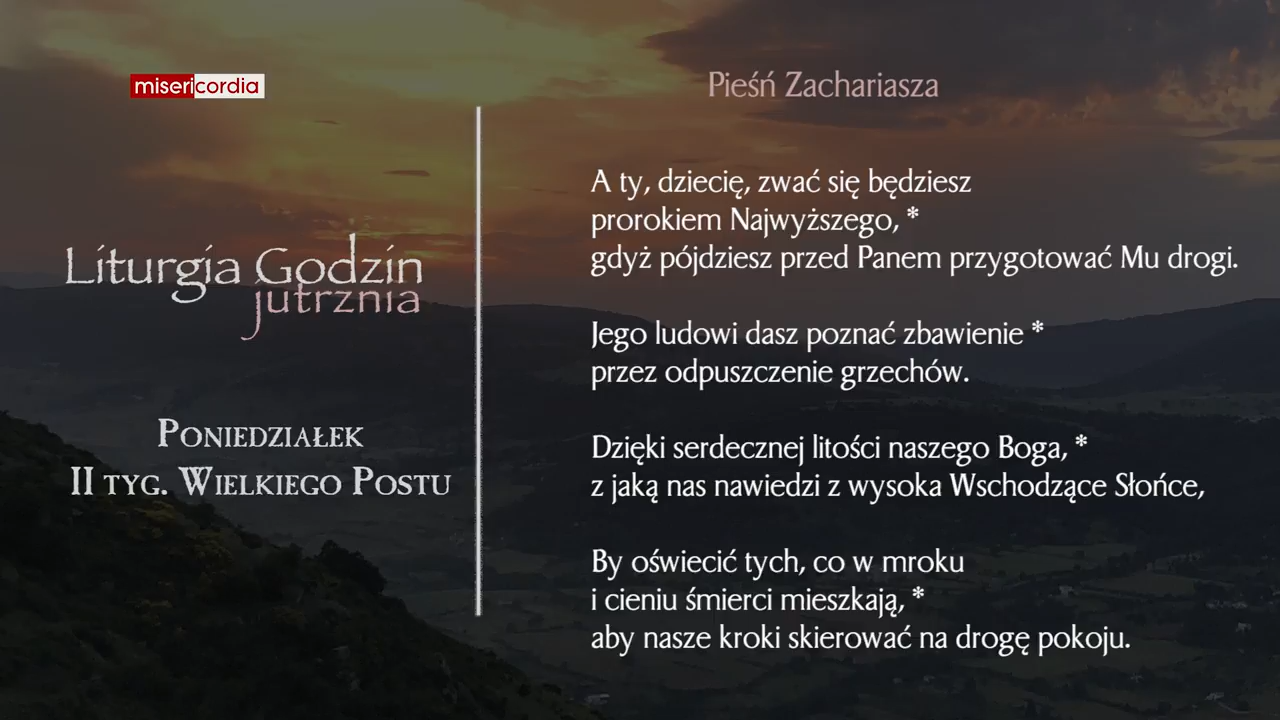 misericordia
Liturgia Godzin
jutrznia
Poniedziałek
II tyg. Wielkiego Postu
Pieśń Zachariasza
A ty, dziecię, zwać się będziesz
prorokiem Najwyższego, *
gdyż pójdziesz przed Panem przygotować Mu drogi.
Jego ludowi dasz poznać zbawienie *
przez odpuszczenie grzechów.
Dzięki serdecznej litości naszego Boga, *
z jaką nas nawiedzi z wysoka Wschodzące Słońce,
By oświecić tych, co w mroku
i cieniu śmierci mieszkają, *
aby nasze kroki skierować na drogę pokoju.